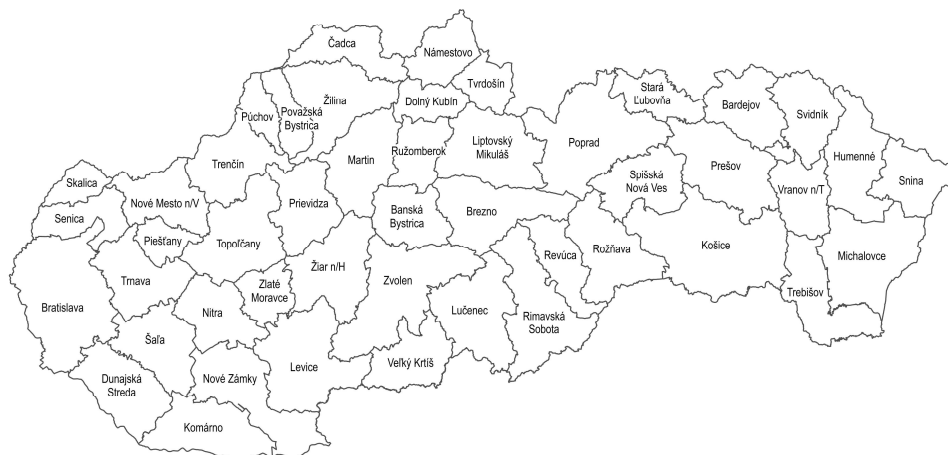 Čadca
Námestovo
Tvrdošín
Žilina
Považská
Bystrica
Púchov
Dolný Kubín
Stará
Ľubovňa
Bardejov
Svidník
Martin
Ružomberok
Liptovský
Mikuláš
Poprad
Prešov
Humenné
Trenčín
Spišská
Nová Ves
Vranov n/T
Snina
Skalica
Nové Mesto n/V
Prievidza
Banská
Bystrica
Brezno
Senica
Piešťany
Topoľčany
Revúca
Rožňava
Košice
Michalovce
Trnava
Zlaté
Moravce
Žiar n/H
Zvolen
Trebišov
Bratislava
Nitra
Lučenec
Rimavská
Sobota
Šaľa
Levice
Veľký Krtíš
Dunajská
Streda
Nové Zámky
Komárno